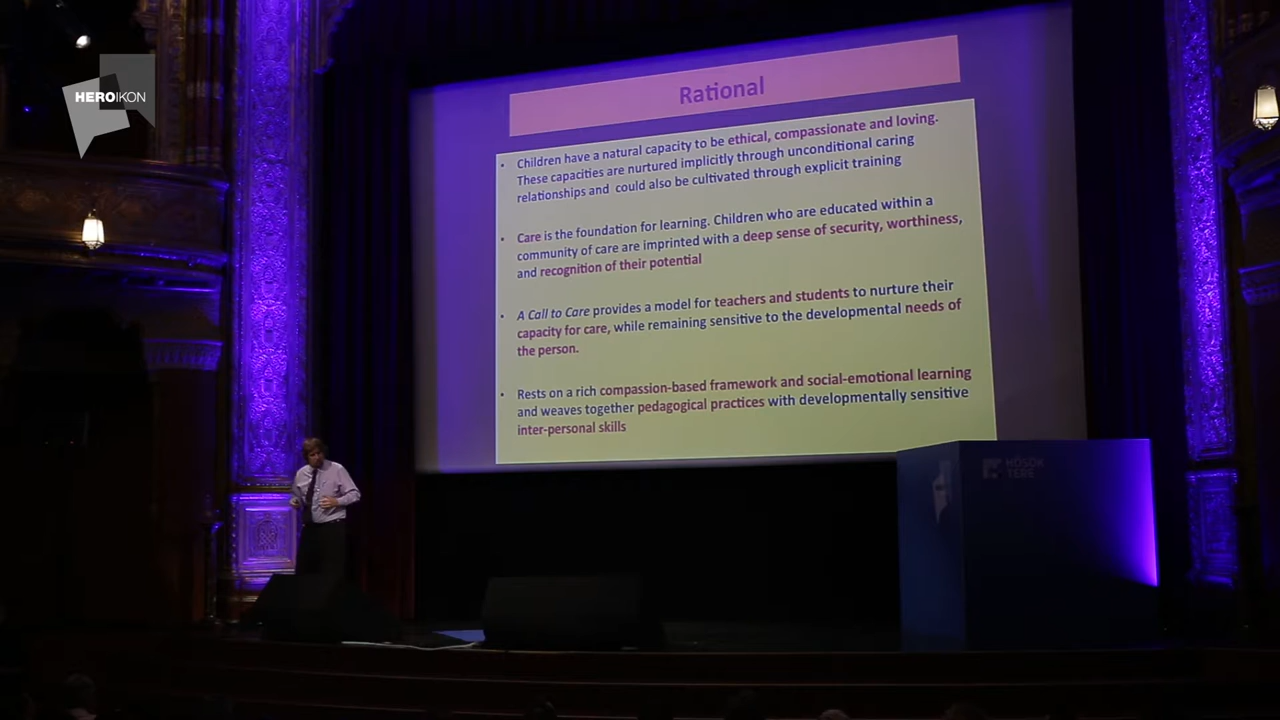 HEROIKON
Rational
• Children have a natural capacity to be ethical, compassionate and loving.
These capacities are nurtured implicitly through unconditional caring
relationships and could also be cultivated through explicit training
• Care is the foundation for learning. Children who are educated within a
community of care are imprinted with a deep sense of security, worthiness,
and recognition of their potential
• A Call to Care provides a model for teachers and students to nurture their
capacity for care, while remaining sensitive to the developmental needs of
the person.
• Rests on a rich compassion-based framework and social-emotional learning
and weaves together pedagogical practices with developmentally sensitive
inter-personal skills
HŐSÖK
TERE